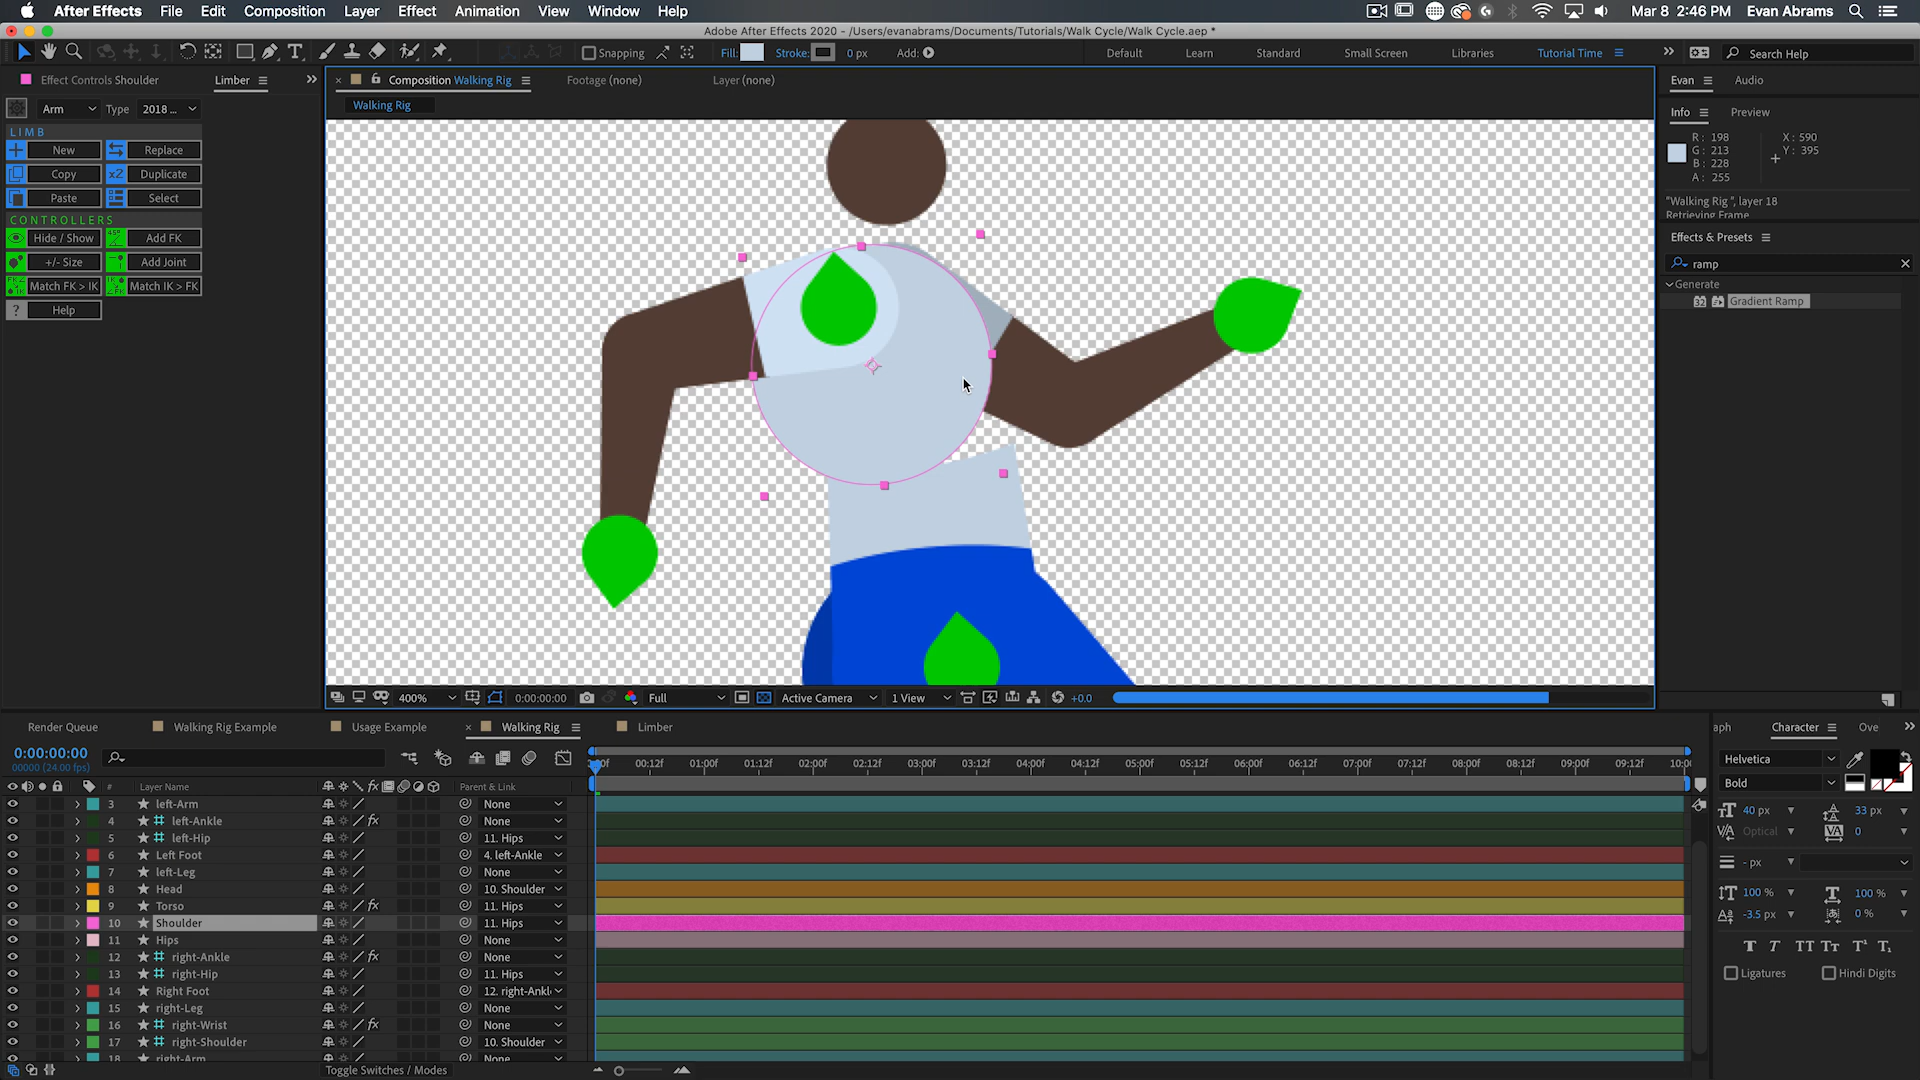 After Effects File Edit Composition Layer Effect Animation View Window Help
Mar 8 2:46 PM Evan Abrams
Adobe After Effects 2020 - /Users/evanabrams/Documents/Tutorials/Walk Cycle/Walk Cycle.aep *
Snapping
Fill:
Stroke:
0 px
Add:
Default
Learn
Standard
Small Screen
Libraries
Tutorial Time
Search Help
Effect Controls Shoulder
Limber
Composition Walking Rig
Footage (none)
Layer (none)
Walking Rig
Evan
Audio
Arm
Type
2018 ...
LIMB
New
Replace
Copy
x2
Duplicate
Paste
Select
CONTROLLERS
Hide / Show
Add FK
+/- Size
Add Joint
Match FK > IK
Match IK > FK
?
Help
Info
Preview
R: 198
G: 213
B: 228
A: 255
X: 590
Y: 395
"Walking Rig ", layer 18
Retrieving Frame
Effects & Presets
ramp
Generate
32
Gradient Ramp
400%
0:00:00:00
Full
Active Camera
1 View
+0.0
Render Queue
Walking Rig Example
Usage Example
Walking Rig
Limber
0:00:00:00
00000 (24.00 fps)
00:12f 01:00f 01:12f 02:00f 02:12f 03:00f 03:12f 04:00f 04:12f 05:00f 05:12f 06:00f 06:12f 07:00f 07:12f 08:00f 08:12f 09:00f 09:12f
# Layer Name Parent & Link
3 left-Arm None
4 left-Ankle fx None
5 left-Hip 11. Hips
6 Left Foot 4. left-Ankle
7 left-Leg None
8 Head 10. Shoulder
9 Torso fx 11. Hips
10 Shoulder 11. Hips
11 Hips None
12 right-Ankle fx None
13 right-Hip 11. Hips
14 Right Foot 12. right-Ankl
15 right-Leg None
16 right-Wrist fx None
17 right-Shoulder 10. Shoulder
18 right-Arm None
Toggle Switches / Modes
aph
Character
Ove
Helvetica
Bold
40 px
33 px
Optical
0
- px
100 %
100 %
-3.5 px
0 %
T T TT Tr T¹ T₁
Ligatures
Hindi Digits